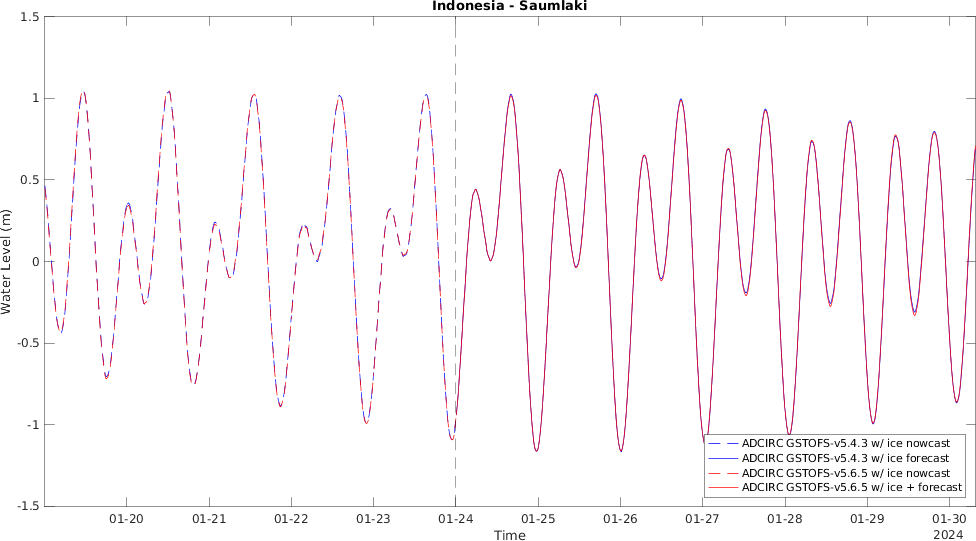 Indonesia - Saumlaki
1.5
1
0.5
0
-0.5
-1
-1.5
Water Level (m)
01-20 01-21 01-22 01-23 01-24 01-25 01-26 01-27 01-28 01-29 01-30
Time
2024
ADCIRC GSTOFS-v5.4.3 w/ ice nowcast
ADCIRC GSTOFS-v5.4.3 w/ ice forecast
ADCIRC GSTOFS-v5.6.5 w/ ice nowcast
ADCIRC GSTOFS-v5.6.5 w/ ice + forecast